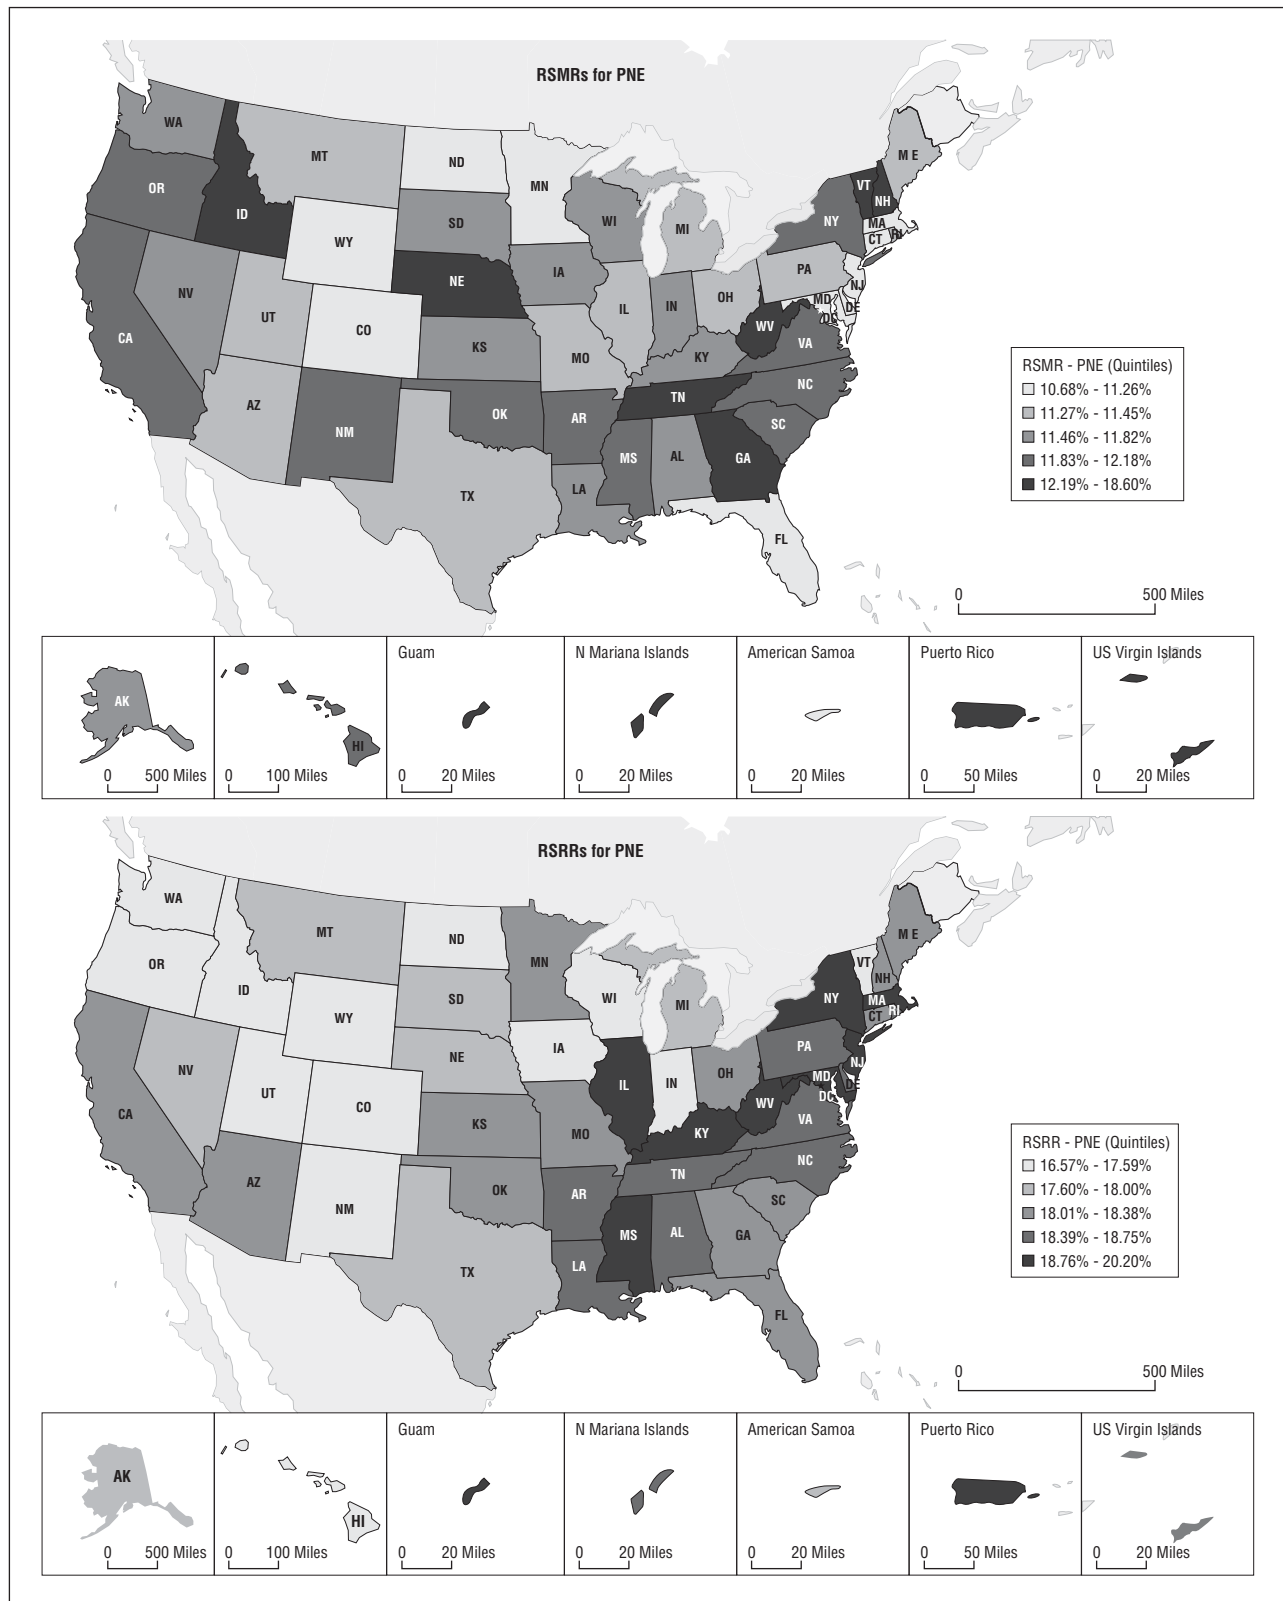 RSMRs for PNE
WA
MT
ND
MN
M E
OR
ID
SD
WI
MI
NY
VT
NH
MA
CT
RI
WY
NE
IA
PA
NJ
NV
UT
CO
IL
IN
OH
MD
DE
DC
CA
KS
MO
KY
WV
VA
AZ
NM
OK
AR
TN
NC
SC
TX
LA
MS
AL
GA
FL
RSMR - PNE (Quintiles)
10.68% - 11.26%
11.27% - 11.45%
11.46% - 11.82%
11.83% - 12.18%
12.19% - 18.60%
0 500 Miles
AK
0 500 Miles
HI
0 100 Miles
Guam
0 20 Miles
N Mariana Islands
0 20 Miles
American Samoa
0 20 Miles
Puerto Rico
0 50 Miles
US Virgin Islands
0 20 Miles
RSRRs for PNE
WA
MT
ND
MN
M E
OR
ID
SD
WI
MI
NY
VT
NH
MA
CT
RI
WY
NE
IA
PA
NJ
NV
UT
CO
IL
IN
OH
MD
DE
DC
CA
KS
MO
KY
WV
VA
AZ
NM
OK
AR
TN
NC
SC
TX
LA
MS
AL
GA
FL
RSRR - PNE (Quintiles)
16.57% - 17.59%
17.60% - 18.00%
18.01% - 18.38%
18.39% - 18.75%
18.76% - 20.20%
0 500 Miles
AK
0 500 Miles
HI
0 100 Miles
Guam
0 20 Miles
N Mariana Islands
0 20 Miles
American Samoa
0 20 Miles
Puerto Rico
0 50 Miles
US Virgin Islands
0 20 Miles